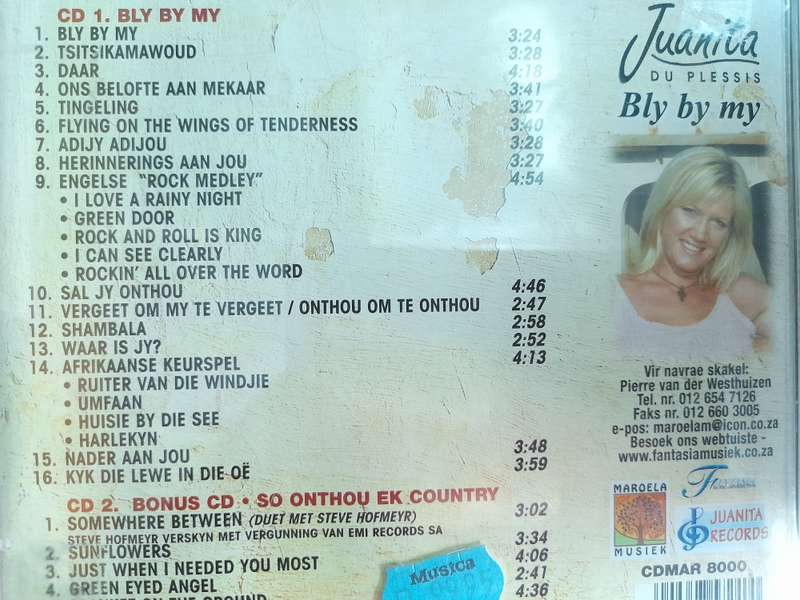 CD 1. BLY BY MY
1. BLY BY MY 3:24
2. TSITSIKAMAWOUD 3:28
3. DAAR 4:18
4. ONS BELOFTE AAN MEKAAR 3:41
5. TINGELING 3:27
6. FLYING ON THE WINGS OF TENDERNESS 3:40
7. ADIJY ADIJOU 3:28
8. HERINNERINGS AAN JOU 3:27
9. ENGELSE "ROCK MEDLEY" 4:54
• I LOVE A RAINY NIGHT
• GREEN DOOR
• ROCK AND ROLL IS KING
• I CAN SEE CLEARLY
• ROCKIN' ALL OVER THE WORD
10. SAL JY ONTHOU 4:46
11. VERGEET OM MY TE VERGEET / ONTHOU OM TE ONTHOU 2:47
12. SHAMBALA 2:58
13. WAAR IS JY? 2:52
14. AFRIKAANSE KEURSPEL 4:13
• RUITER VAN DIE WINDJIE
• UMFAAN
• HUISIE BY DIE SEE
• HARLEKYN
15. NADER AAN JOU 3:48
16. KYK DIE LEWE IN DIE OË 3:59
CD 2. BONUS CD • SO ONTHOU EK COUNTRY
1. SOMEWHERE BETWEEN (DUET MET STEVE HOFMEYR) 3:02
STEVE HOFMEYR VERSKYN MET VERGUNNING VAN EMI RECORDS SA
2. SUNFLOWERS 3:34
3. JUST WHEN I NEEDED YOU MOST 4:06
4. GREEN EYED ANGEL 2:41
ON THE GROUND 4:36
Musica
Juanita
DU PLESSIS
Bly by my
Vir navrae skakel:
Pierre van der Westhuizen
Tel. nr. 012 654 7126
Faks nr. 012 660 3005
e-pos: maroelam@icon.co.za
Besoek ons webtuiste -
www.fantasiamusiek.co.za
MAROELA
MUSIEK
JUANITA
RECORDS
CDMAR 8000